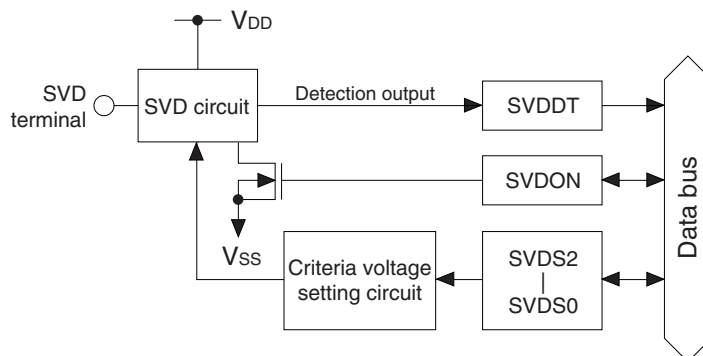 VDD
SVD
terminal
SVD circuit
Detection output
SVDDT
SVDON
VSS
Criteria voltage
setting circuit
SVDS2
|
SVDS0
Data bus